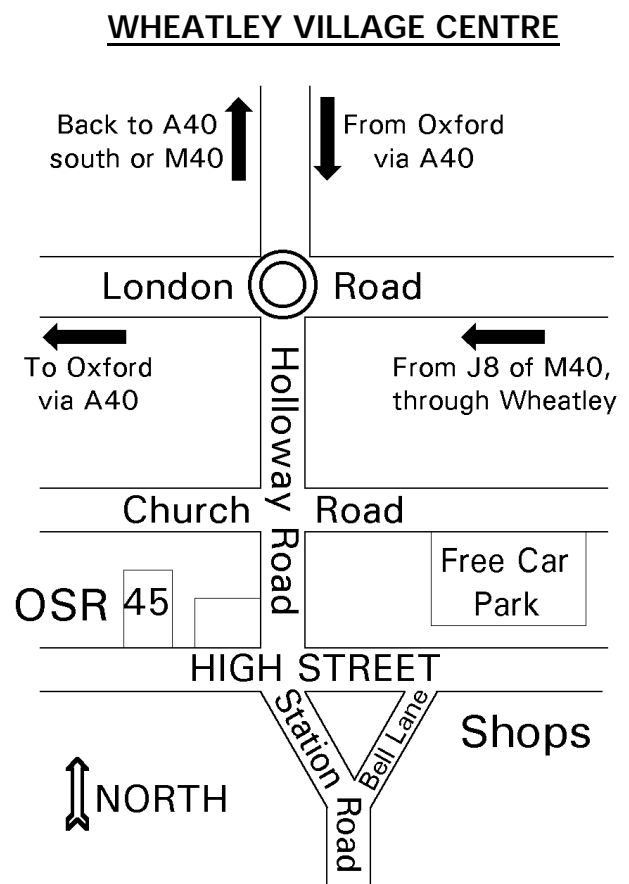 WHEATLEY VILLAGE CENTRE
Back to A40
south or M40
From Oxford
via A40
London Road
To Oxford
via A40
From J8 of M40,
through Wheatley
Holloway Road
Church Road
Free Car
Park
OSR 45
HIGH STREET
Station Road
Bell Lane
Shops
NORTH